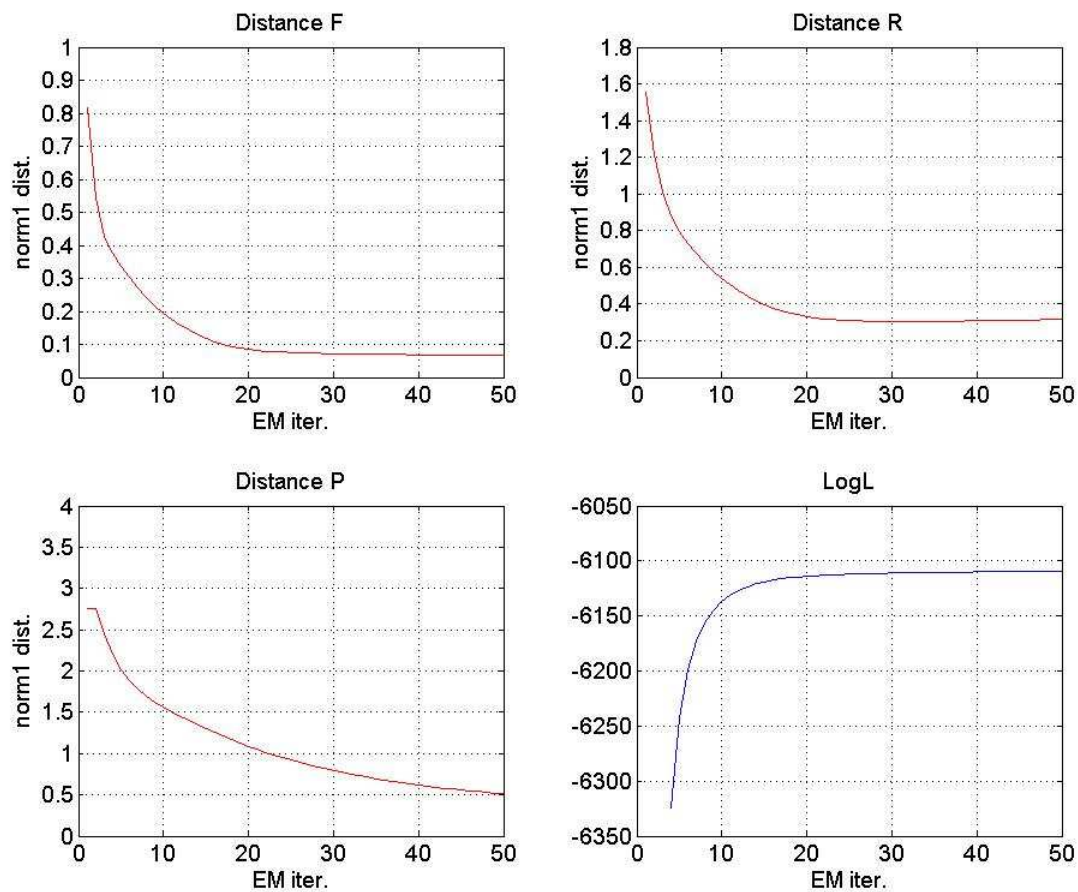 Distance F
1
0.9
0.8
0.7
0.6
0.5
0.4
0.3
0.2
0.1
0
norm1 dist.
0 10 20 30 40 50
EM iter.
Distance R
1.8
1.6
1.4
1.2
1
0.8
0.6
0.4
0.2
0
norm1 dist.
0 10 20 30 40 50
EM iter.
Distance P
4
3.5
3
2.5
2
1.5
1
0.5
0
norm1 dist.
0 10 20 30 40 50
EM iter.
LogL
-6050
-6100
-6150
-6200
-6250
-6300
-6350
0 10 20 30 40 50
EM iter.